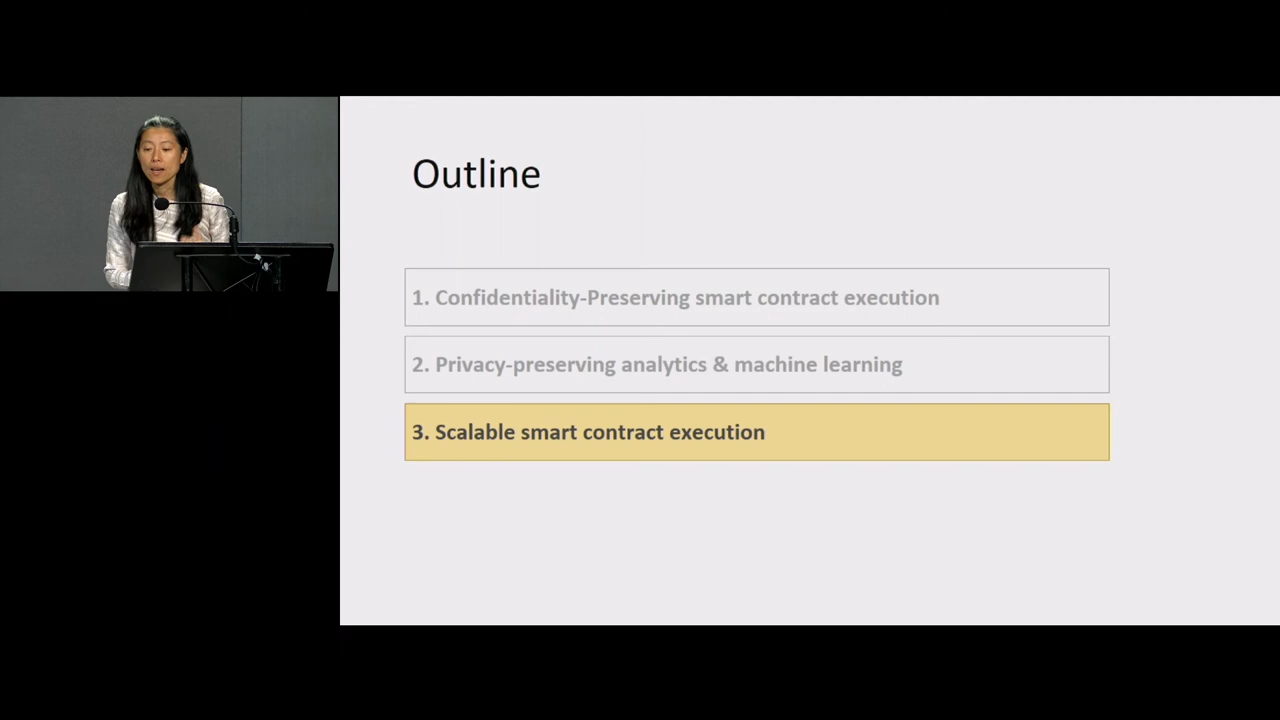 Outline
1. Confidentiality-Preserving smart contract execution
2. Privacy-preserving analytics & machine learning
3. Scalable smart contract execution